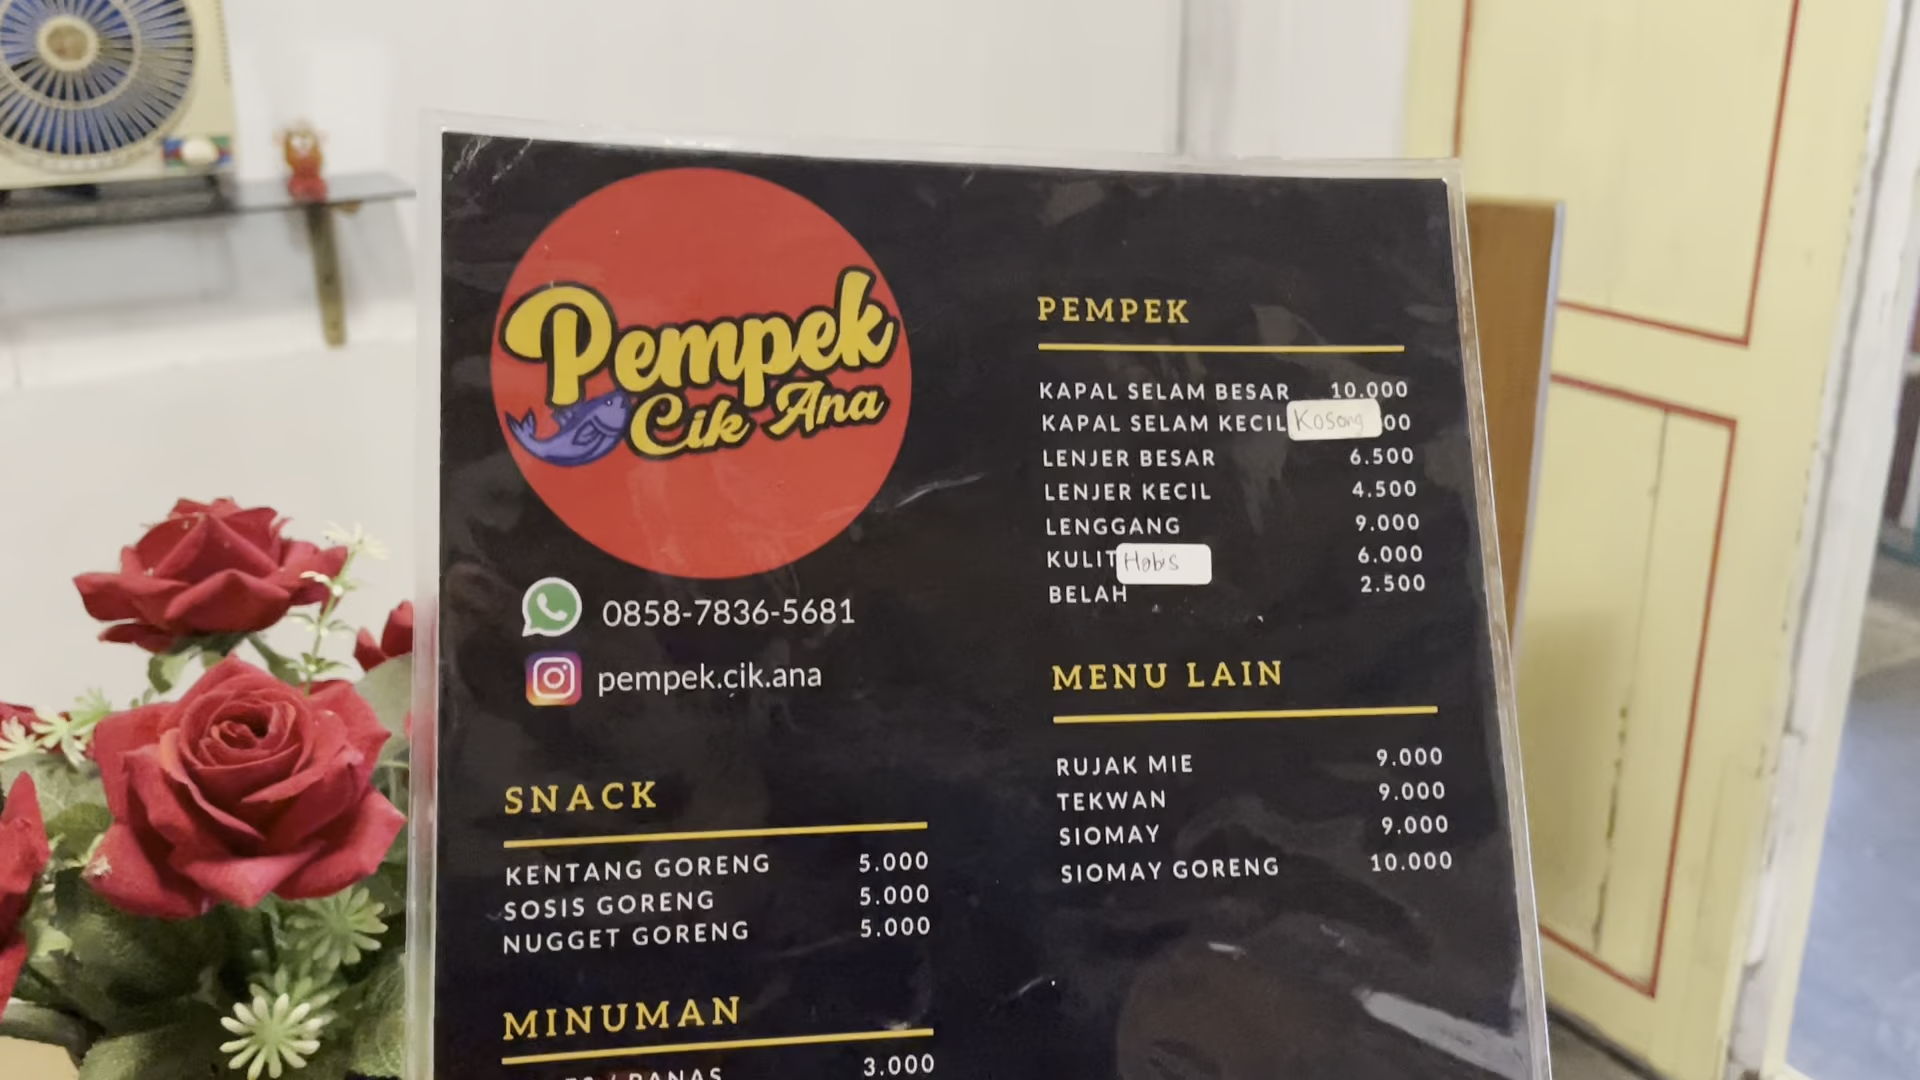 Pempek
Cik Ana
0858-7836-5681
pempek.cik.ana
SNACK
KENTANG GORENG 5.000
SOSIS GORENG 5.000
NUGGET GORENG 5.000
MINUMAN
PANAS 3.000
PEMPEK
KAPAL SELAM BESAR 10.000
KAPAL SELAM KECIL Kosong 00
LENJER BESAR 6.500
LENJER KECIL 4.500
LENGGANG 9.000
KULIT Habis 6.000
BELAH 2.500
MENU LAIN
RUJAK MIE 9.000
TEKWAN 9.000
SIOMAY 9.000
SIOMAY GORENG 10.000